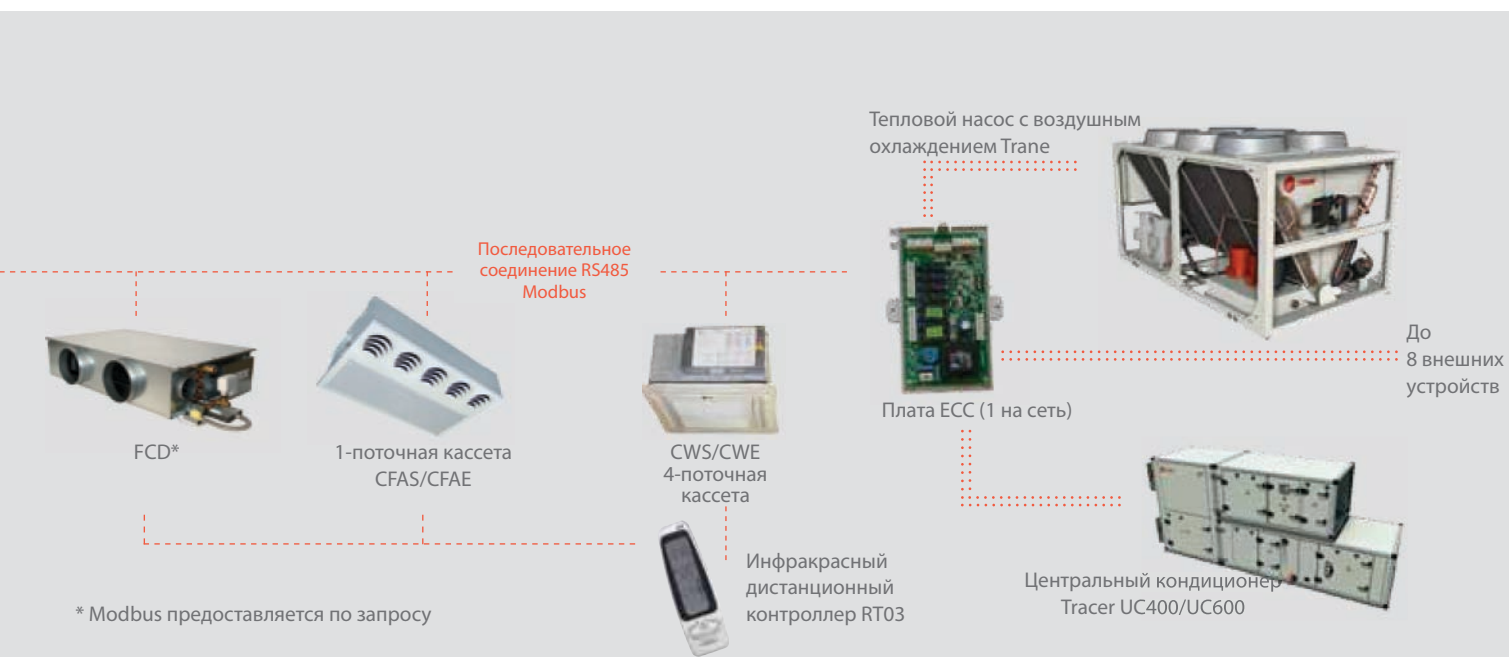 Тепловой насос с воздушным
охлаждением Trane
Последовательное
соединение RS485
Modbus
До
8 внешних
устройств
Плата ECC (1 на сеть)
FCD*
1-поточная кассета
CFAS/CFAE
CWS/CWE
4-поточная
кассета
Инфракрасный
дистанционный
контроллер RT03
Центральный кондиционер
Tracer UC400/UC600
* Modbus предоставляется по запросу